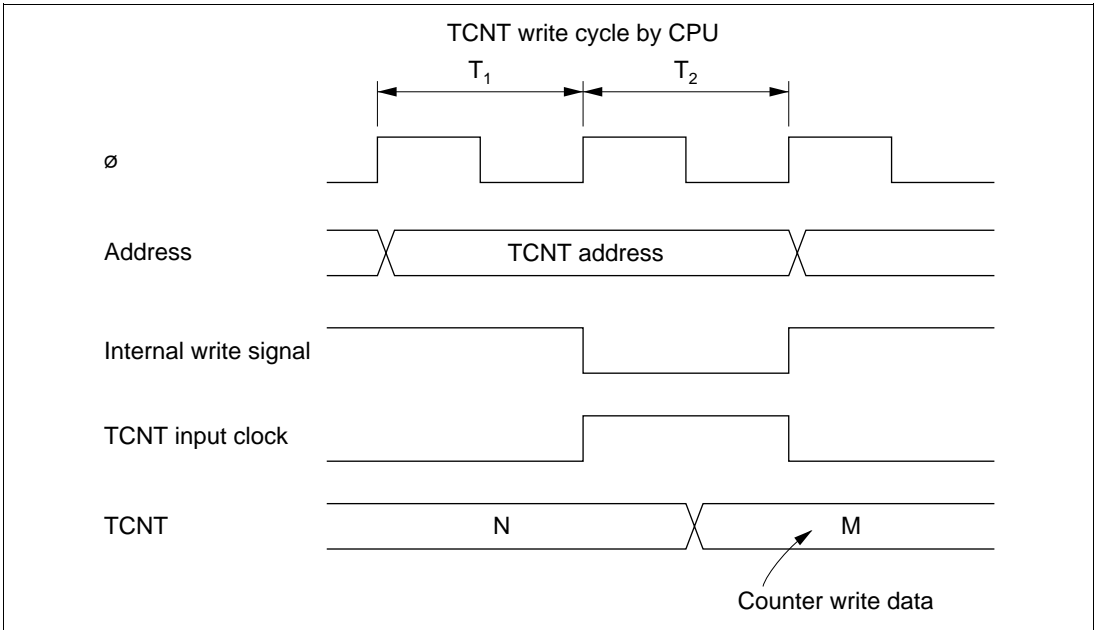 TCNT write cycle by CPU
T1 T2
ø
Address TCNT address
Internal write signal
TCNT input clock
TCNT N M
Counter write data